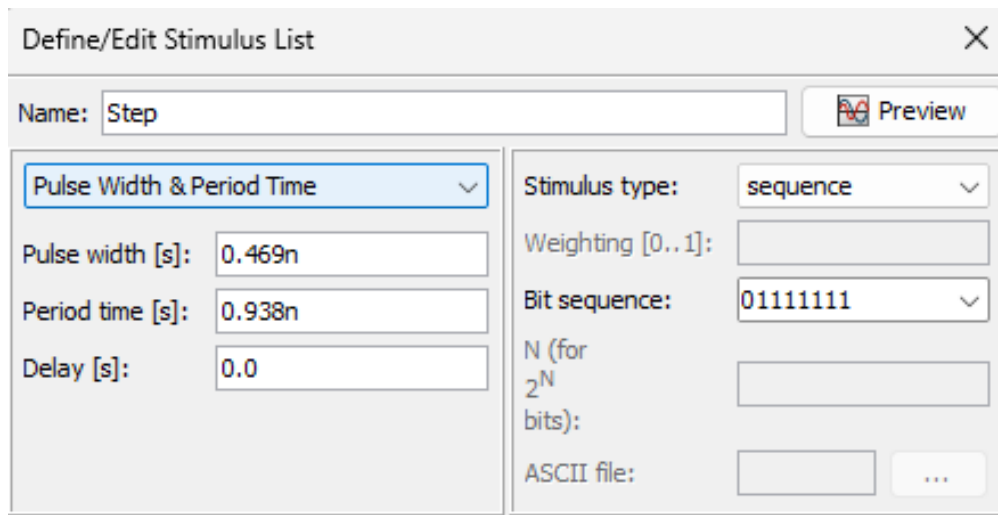 Define/Edit Stimulus List
Name: Step Preview
Pulse Width & Period Time
Pulse width [s]: 0.469n
Period time [s]: 0.938n
Delay [s]: 0.0
Stimulus type: sequence
Weighting [0..1]:
Bit sequence: 01111111
N (for
2^N
bits):
ASCII file: ...